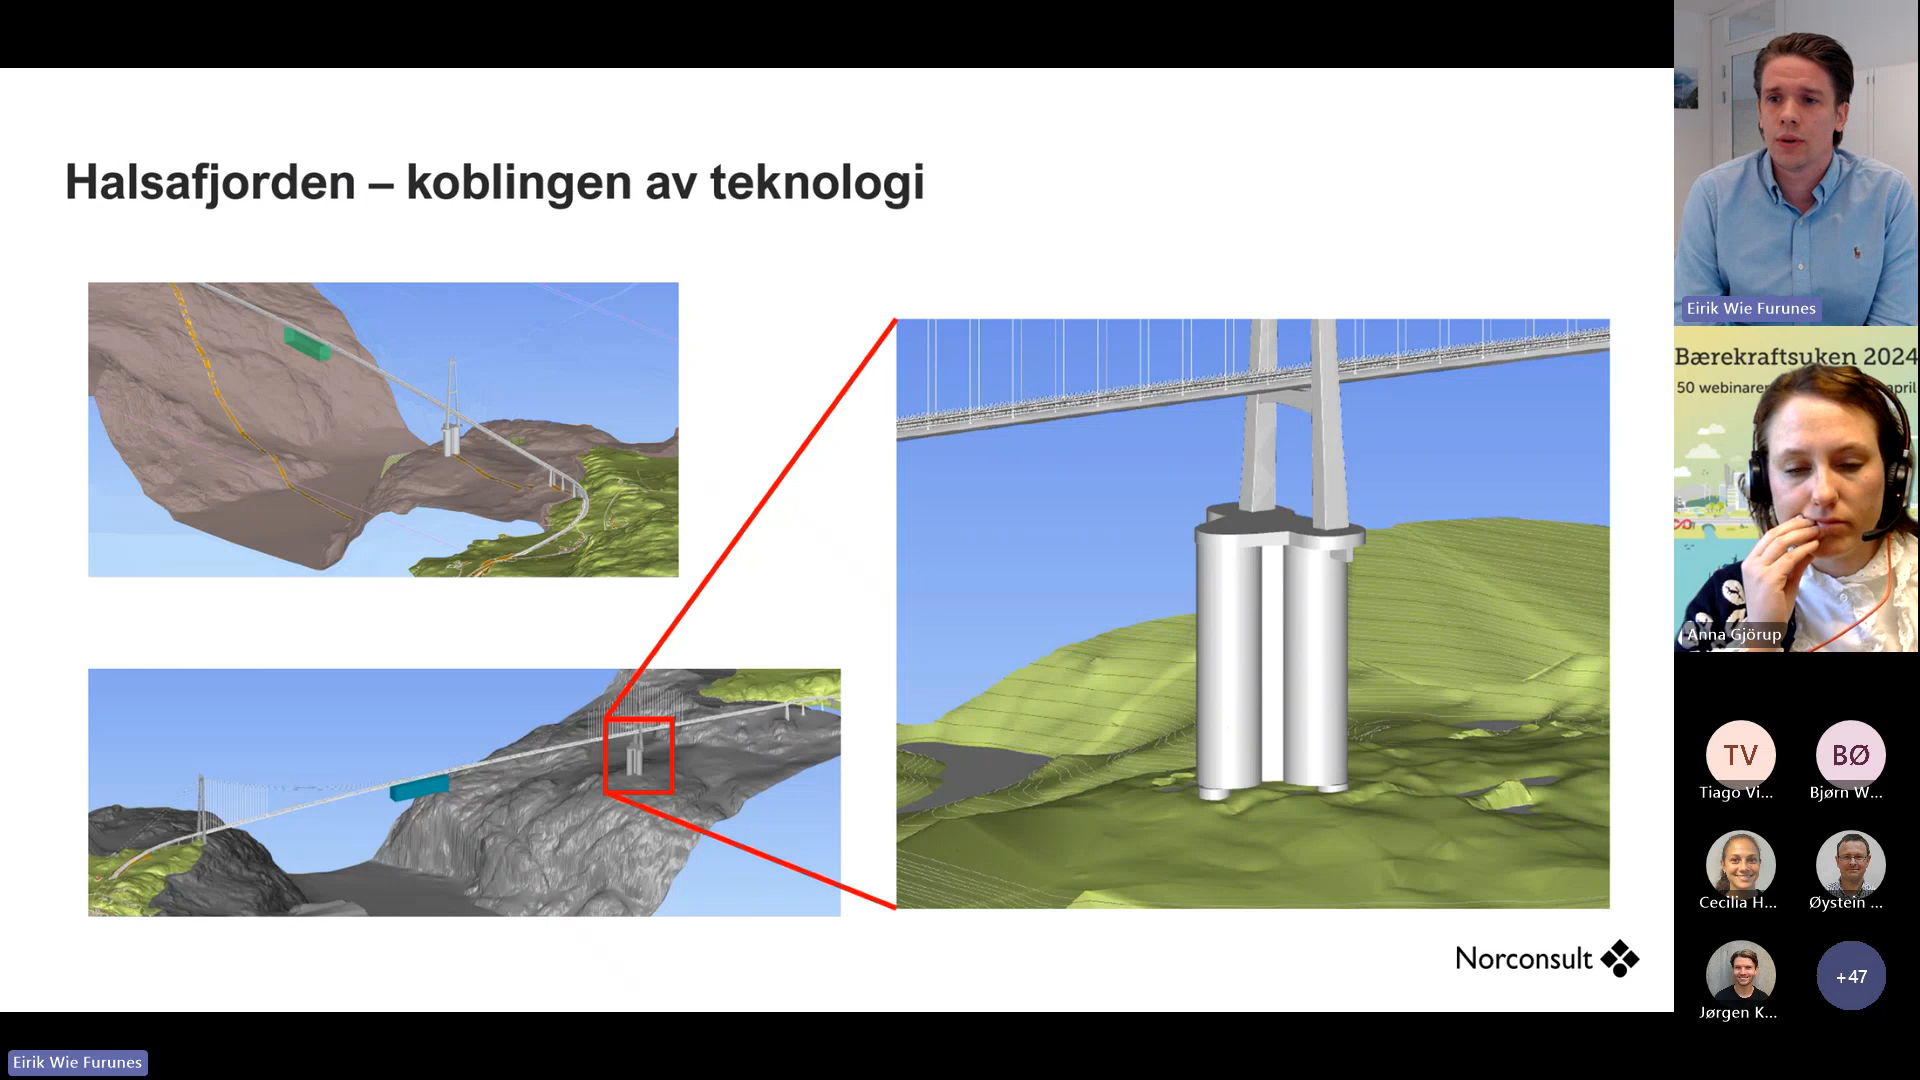 Halsafjorden – koblingen av teknologi
Norconsult
Eirik Wie Furunes
Bærekraftsuken 2024
50 webinarer
april
Anna Gjörup
TV
BØ
Tiago Vi...
Bjørn W...
Cecilia H...
Øystein ...
+47
Jørgen K...
Eirik Wie Furunes